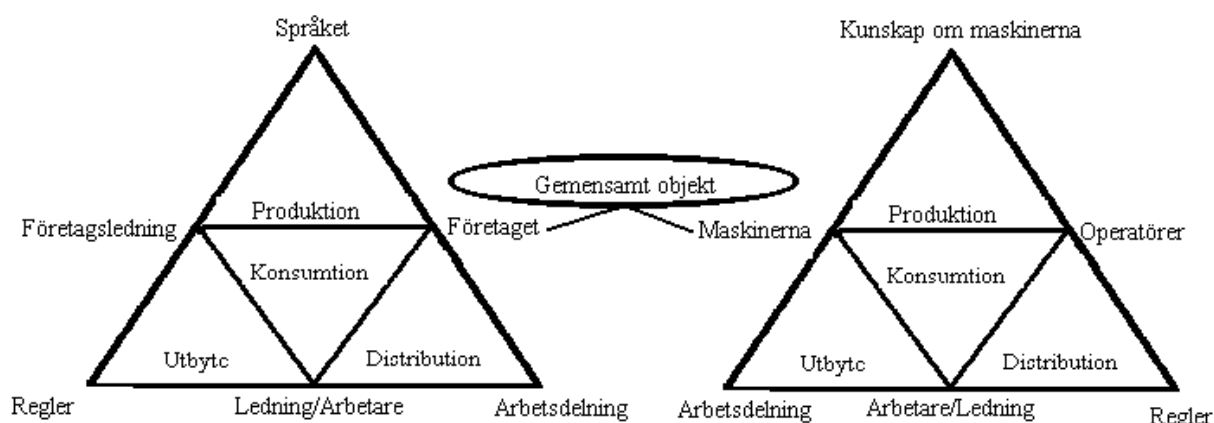 Språket
Kunskap om maskinerna
Gemensamt objekt
Produktion
Produktion
Företagsledning
Företaget
Maskinerna
Operatörer
Konsumtion
Konsumtion
Utbyte
Distribution
Utbyte
Distribution
Regler
Ledning/Arbetare
Arbetsdelning
Arbetsdelning
Arbetare/Ledning
Regler